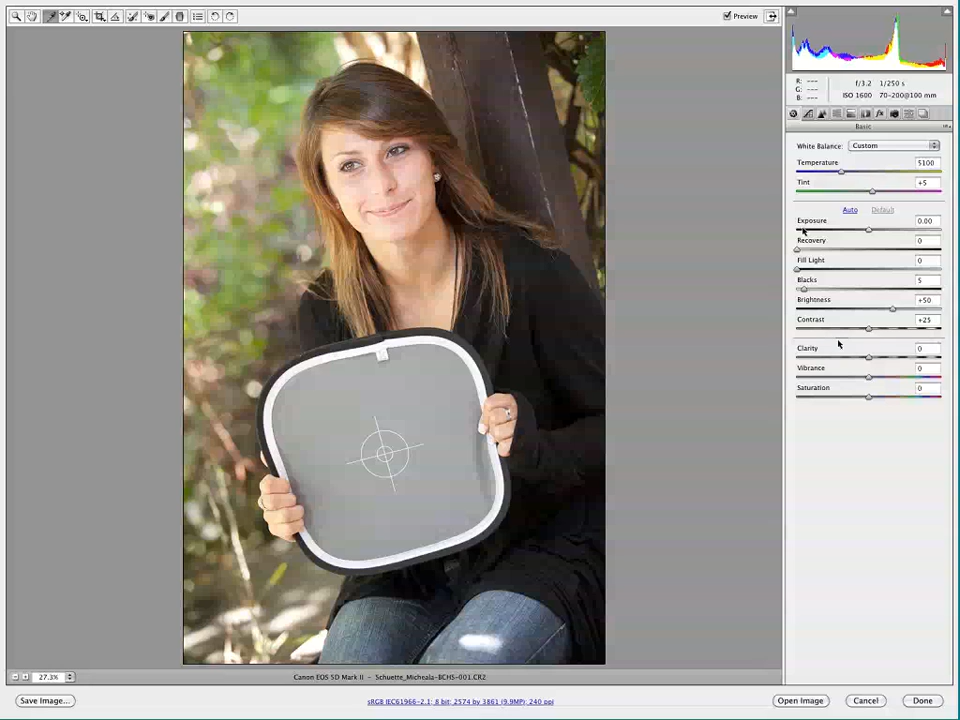 Preview
R: ---
G: ---
B: ---
f/3.2 1/250 s
ISO 1600 70-200@100 mm
Basic
White Balance: Custom
Temperature 5100
Tint +5
Auto Default
Exposure 0.00
Recovery 0
Fill Light 0
Blacks 5
Brightness +50
Contrast +25
Clarity 0
Vibrance 0
Saturation 0
27.3% Canon EOS 5D Mark II - Schuette_Micheala-BCHS-001.CR2
Save Image... sRGB IEC61966-2.1; 8 bit; 2574 by 3861 (9.9MP); 240 ppi Open Image Cancel Done